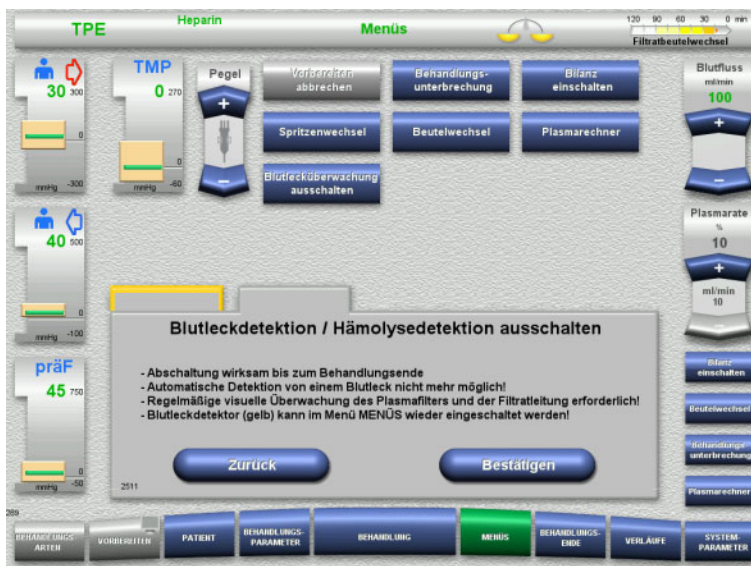 TPE
Heparin
Menüs
120 90 60 30 0 min
Filtratbeutelwechsel
30 300
0
mmHg -300
TMP
0 270
0
mmHg -60
Pegel
+
–
Vorbereiten
abbrechen
Behandlungs-
unterbrechung
Bilanz
einschalten
Spritzenwechsel
Beutelwechsel
Plasmarechner
Blutlecküberwachung
ausschalten
Blutfluss
ml/min
100
+
–
40 500
0
mmHg -100
Plasmarate
%
10
+
ml/min
10
–
präF
45 750
0
mmHg -50
Blutleckdetektion / Hämolysedetektion ausschalten
- Abschaltung wirksam bis zum Behandlungsende
- Automatische Detektion von einem Blutleck nicht mehr möglich!
- Regelmäßige visuelle Überwachung des Plasmafilters und der Filtratleitung erforderlich!
- Blutleckdetektor (gelb) kann im Menü MENÜS wieder eingeschaltet werden!
Zurück
Bestätigen
2511
Bilanz
einschalten
Beutelwechsel
Behandlungs-
unterbrechung
Plasmarechner
289
BEHANDLUNGS-
ARTEN
VORBEREITEN
PATIENT
BEHANDLUNGS-
PARAMETER
BEHANDLUNG
MENÜS
BEHANDLUNGS-
ENDE
VERLÄUFE
SYSTEM-
PARAMETER